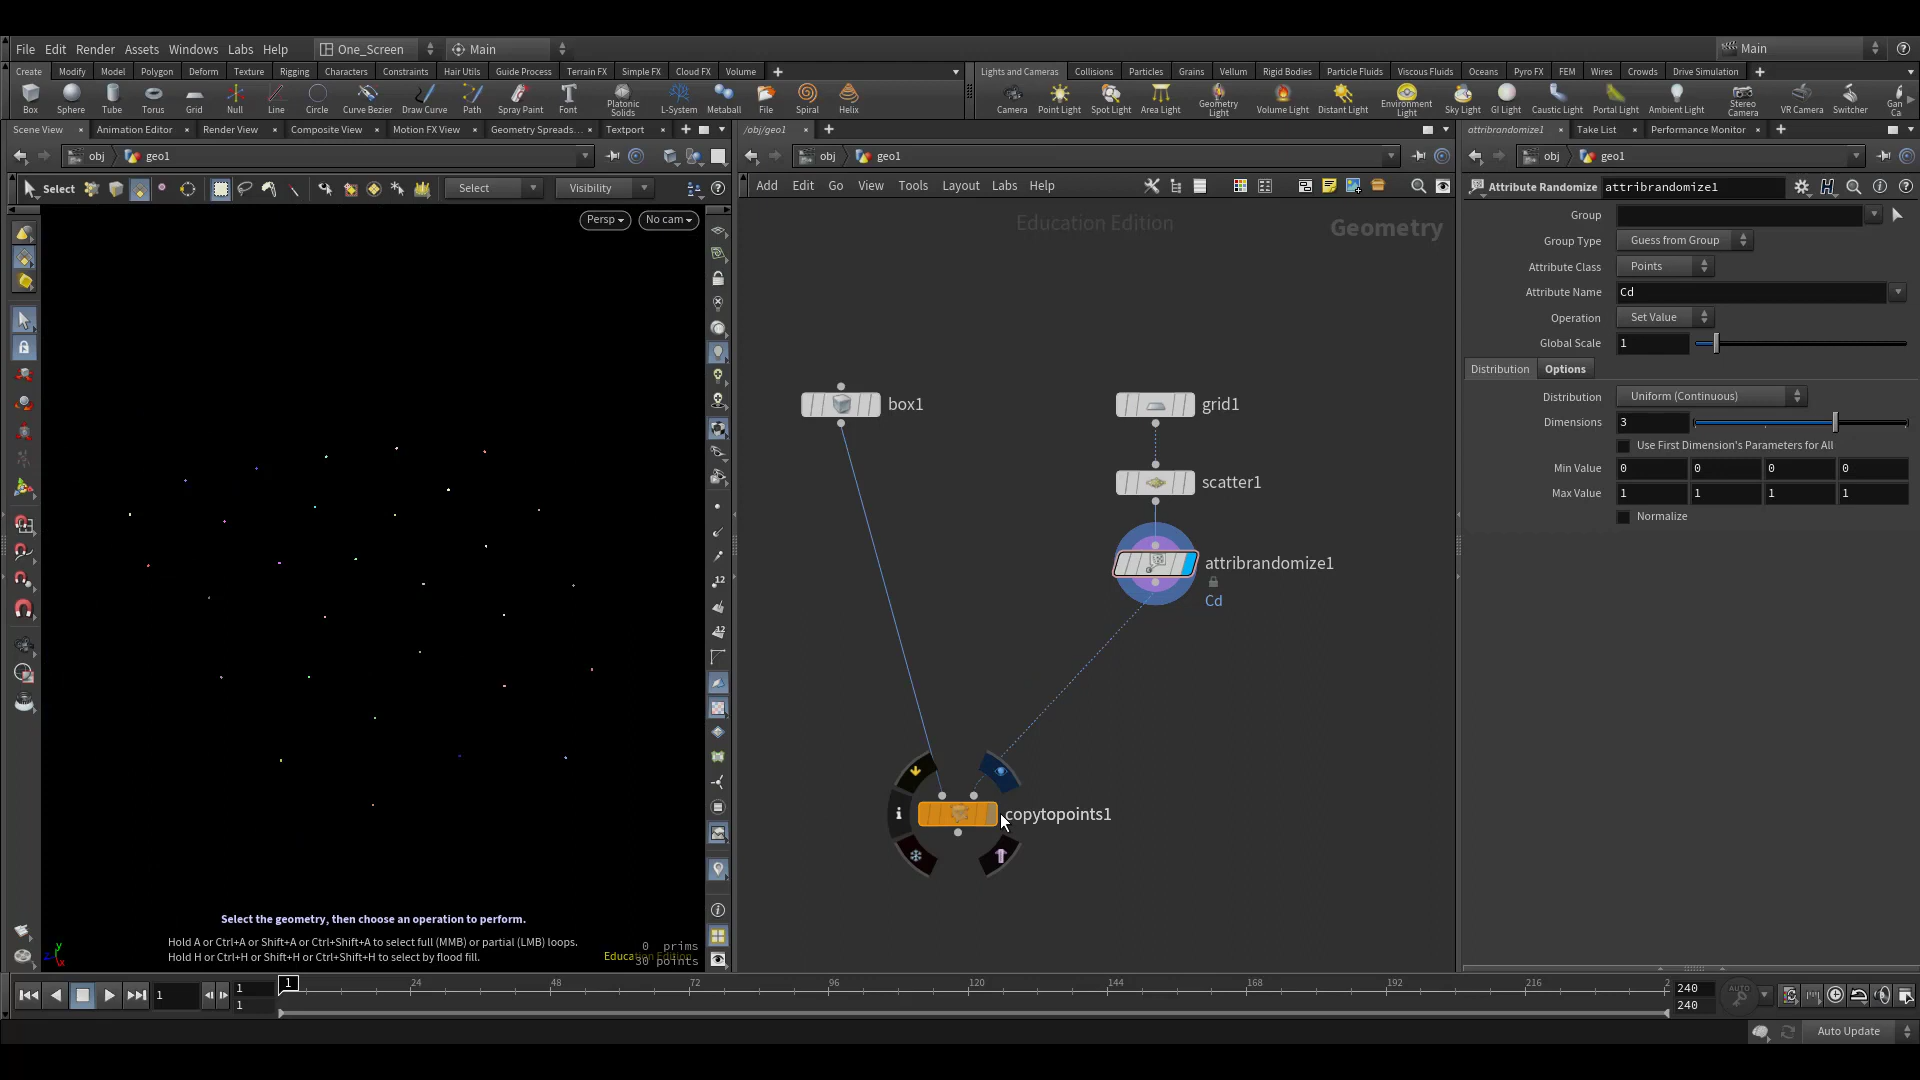 File Edit Render Assets Windows Labs Help One_Screen Main Main
Create Modify Model Polygon Deform Texture Rigging Characters Constraints Hair Utils Guide Process Terrain FX Simple FX Cloud FX Volume Lights and Cameras Collisions Particles Grains Vellum Rigid Bodies Particle Fluids Viscous Fluids Oceans Pyro FX FEM Wires Crowds Drive Simulation
Box Sphere Tube Torus Grid Null Line Circle Curve Bezier Draw Curve Path Spray Paint Font Platonic Solids L-System Metaball File Spiral Helix Camera Point Light Spot Light Area Light Geometry Light Volume Light Distant Light Environment Light Sky Light GI Light Caustic Light Portal Light Ambient Light Stereo Camera VR Camera Switcher Gan Ca
Scene View Animation Editor Render View Composite View Motion FX View Geometry Spreads... Textport /obj/geo1 attribrandomize1 Take List Performance Monitor
obj geo1 obj geo1 obj geo1
Select Select Visibility Add Edit Go View Tools Layout Labs Help Attribute Randomize attribrandomize1
Persp No cam
Education Edition Geometry
Group
Group Type Guess from Group
Attribute Class Points
Attribute Name Cd
Operation Set Value
Global Scale 1
Distribution Options
Distribution Uniform (Continuous)
Dimensions 3
Use First Dimension's Parameters for All
Min Value 0 0 0 0
Max Value 1 1 1 1
Normalize
box1 grid1
scatter1
attribrandomize1
Cd
copytopoints1
12
12
Select the geometry, then choose an operation to perform.
Hold A or Ctrl+A or Shift+A or Ctrl+Shift+A to select full (MMB) or partial (LMB) loops.
Hold H or Ctrl+H or Shift+H or Ctrl+Shift+H to select by flood fill.
0 prims
30 points
y
z x
1 1 1 24 48 72 96 120 144 168 192 216 2 240 AUTO
1 240
Auto Update